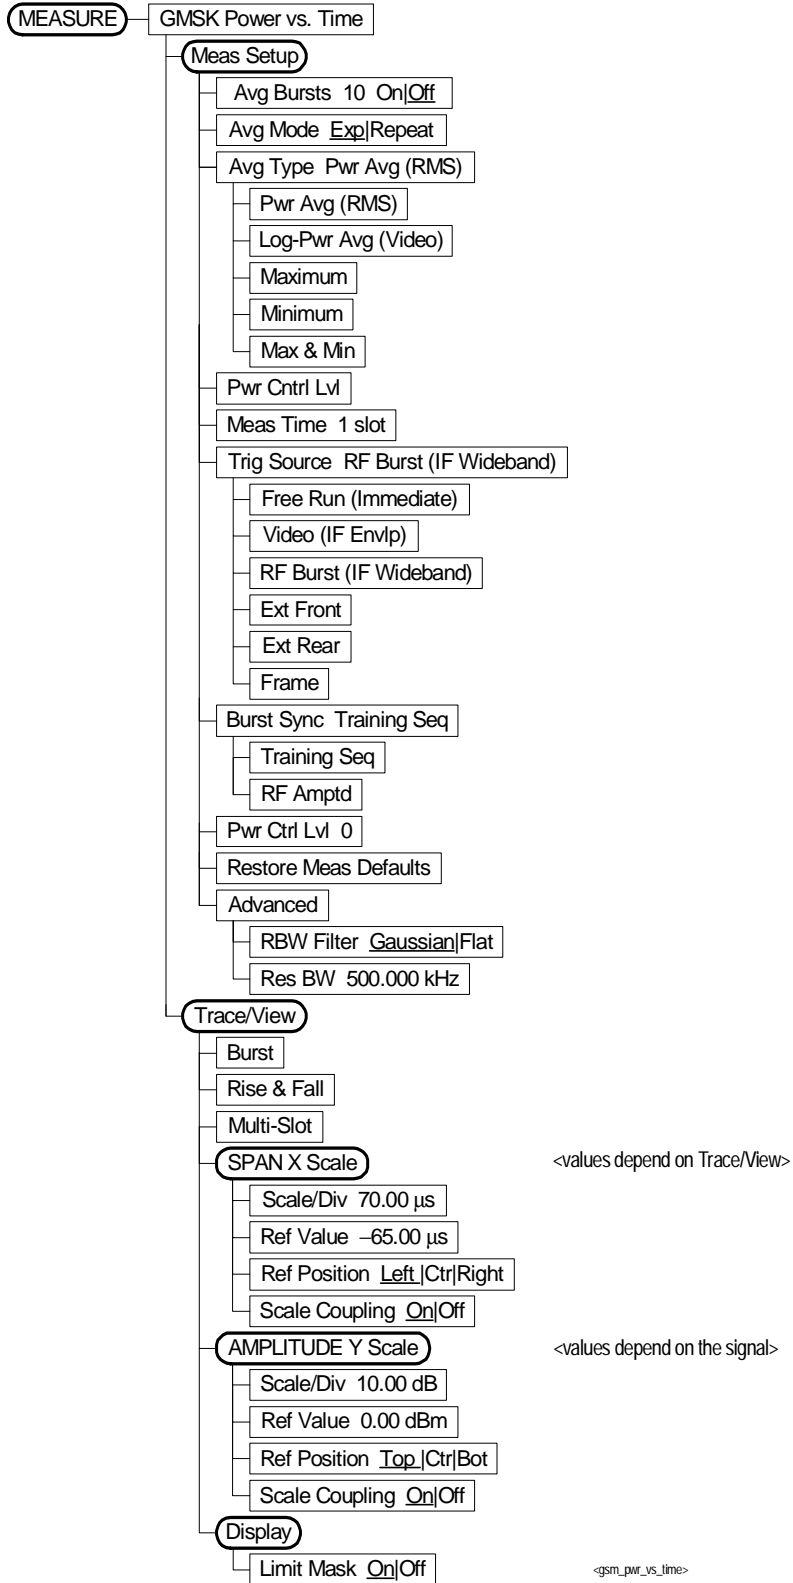 MEASURE GMSK Power vs. Time
Meas Setup
Avg Bursts 10 On|Off
Avg Mode Exp|Repeat
Avg Type Pwr Avg (RMS)
Pwr Avg (RMS)
Log-Pwr Avg (Video)
Maximum
Minimum
Max & Min
Pwr Cntrl Lvl
Meas Time 1 slot
Trig Source RF Burst (IF Wideband)
Free Run (Immediate)
Video (IF Envlp)
RF Burst (IF Wideband)
Ext Front
Ext Rear
Frame
Burst Sync Training Seq
Training Seq
RF Amptd
Pwr Ctrl Lvl 0
Restore Meas Defaults
Advanced
RBW Filter Gaussian|Flat
Res BW 500.000 kHz
Trace/View
Burst
Rise & Fall
Multi-Slot
SPAN X Scale <values depend on Trace/View>
Scale/Div 70.00 μs
Ref Value –65.00 μs
Ref Position Left |Ctr|Right
Scale Coupling On|Off
AMPLITUDE Y Scale <values depend on the signal>
Scale/Div 10.00 dB
Ref Value 0.00 dBm
Ref Position Top |Ctr|Bot
Scale Coupling On|Off
Display
Limit Mask On|Off <gsm_pwr_vs_time>